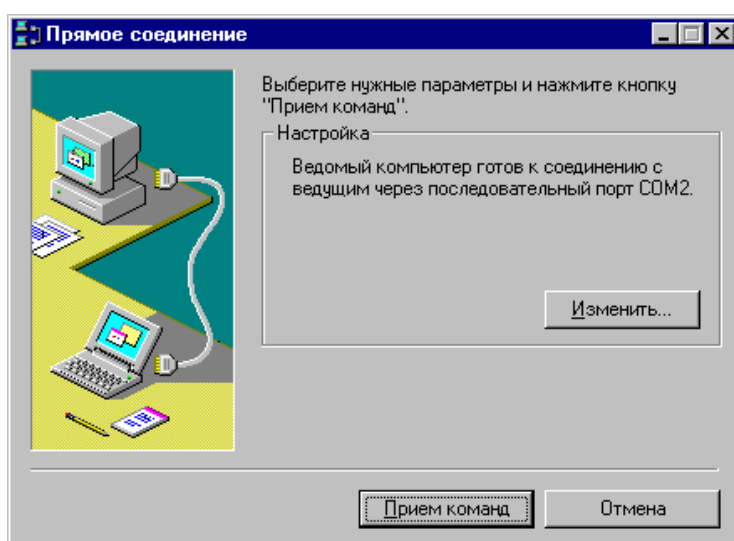 Прямое соединение
Выберите нужные параметры и нажмите кнопку
"Прием команд".
Настройка
Ведомый компьютер готов к соединению с
ведущим через последовательный порт COM2.
Изменить...
Прием команд
Отмена